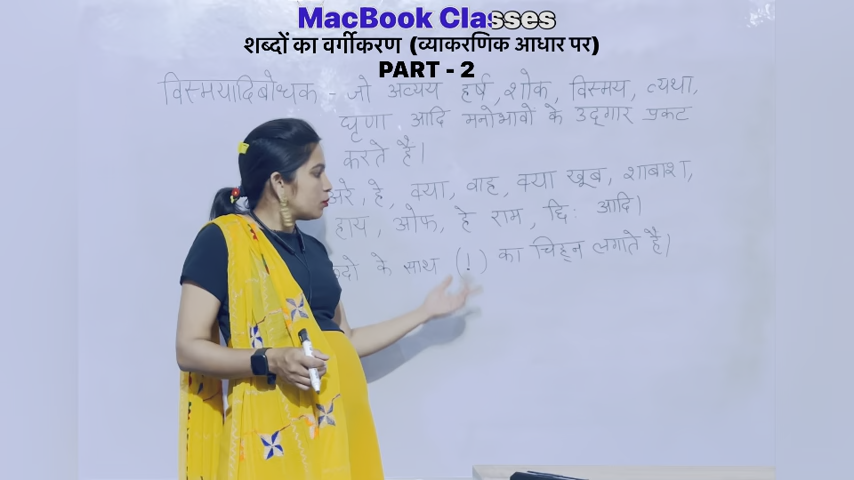 MacBook Classes
शब्दों का वर्गीकरण (व्याकरणिक आधार पर)
PART - 2
विस्मयादिबोधक - जो अव्यय हर्ष, शोक, विस्मय, व्यथा,
घृणा आदि मनोभावो के उद्गार प्रकट
करते है।
अरे, हे, क्या, वाह, क्या खूब, शाबाश,
हाय, ओफ, हे राम, छिः आदि।
के साथ (!) का चिह्न लगाते है।